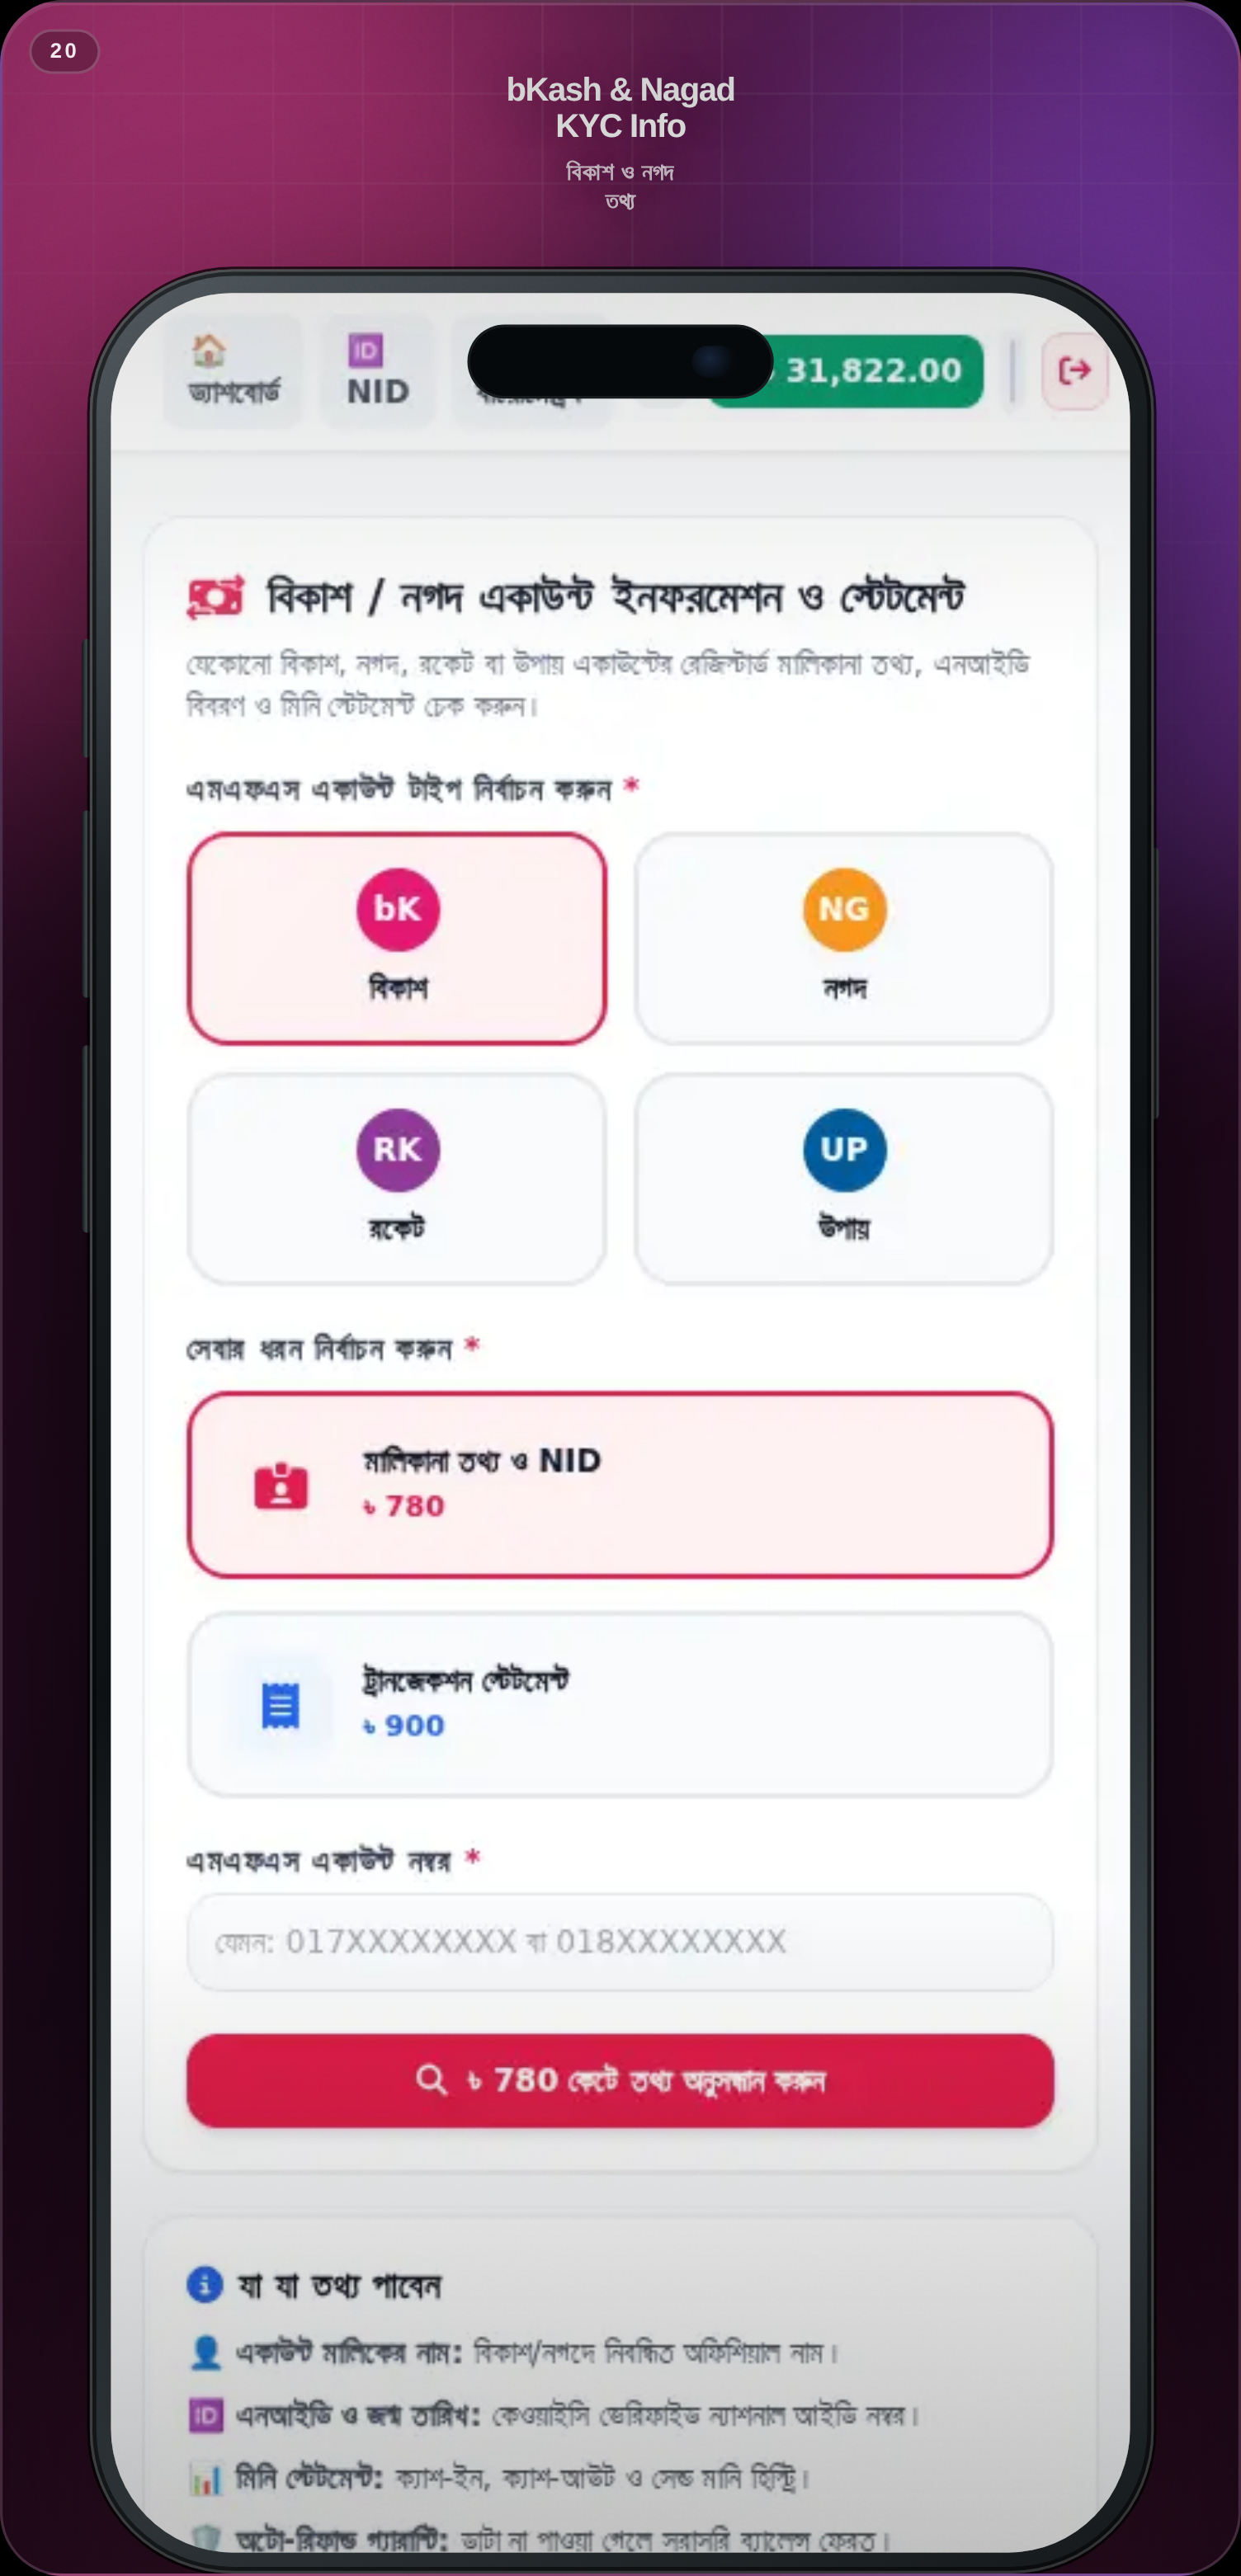 20
bKash & Nagad
KYC Info
বিকাশ ও নগদ
তথ্য
ড্যাশবোর্ড
NID
31,822.00
বিকাশ / নগদ একাউন্ট ইনফরমেশন ও স্টেটমেন্ট
যেকোনো বিকাশ, নগদ, রকেট বা উপায় একাউন্টের রেজিস্টার্ড মালিকানা তথ্য, এনআইডি
বিবরণ ও মিনি স্টেটমেন্ট চেক করুন।
এমএফএস একাউন্ট টাইপ নির্বাচন করুন *
bK
বিকাশ
NG
নগদ
RK
রকেট
UP
উপায়
সেবার ধরন নির্বাচন করুন *
মালিকানা তথ্য ও NID
৳ 780
ট্রানজেকশন স্টেটমেন্ট
৳ 900
এমএফএস একাউন্ট নম্বর *
যেমন: 017XXXXXXXX বা 018XXXXXXXX
৳ 780 কেটে তথ্য অনুসন্ধান করুন
যা যা তথ্য পাবেন
একাউন্ট মালিকের নাম: বিকাশ/নগদে নিবন্ধিত অফিশিয়াল নাম।
ID এনআইডি ও জন্ম তারিখ: কেওয়াইসি ভেরিফাইড ন্যাশনাল আইডি নম্বর।
মিনি স্টেটমেন্ট: ক্যাশ-ইন, ক্যাশ-আউট ও সেন্ড মানি হিস্ট্রি।
অটো-রিফান্ড গ্যারান্টি: ডাটা না পাওয়া গেলে সরাসরি ব্যালেন্স ফেরত।